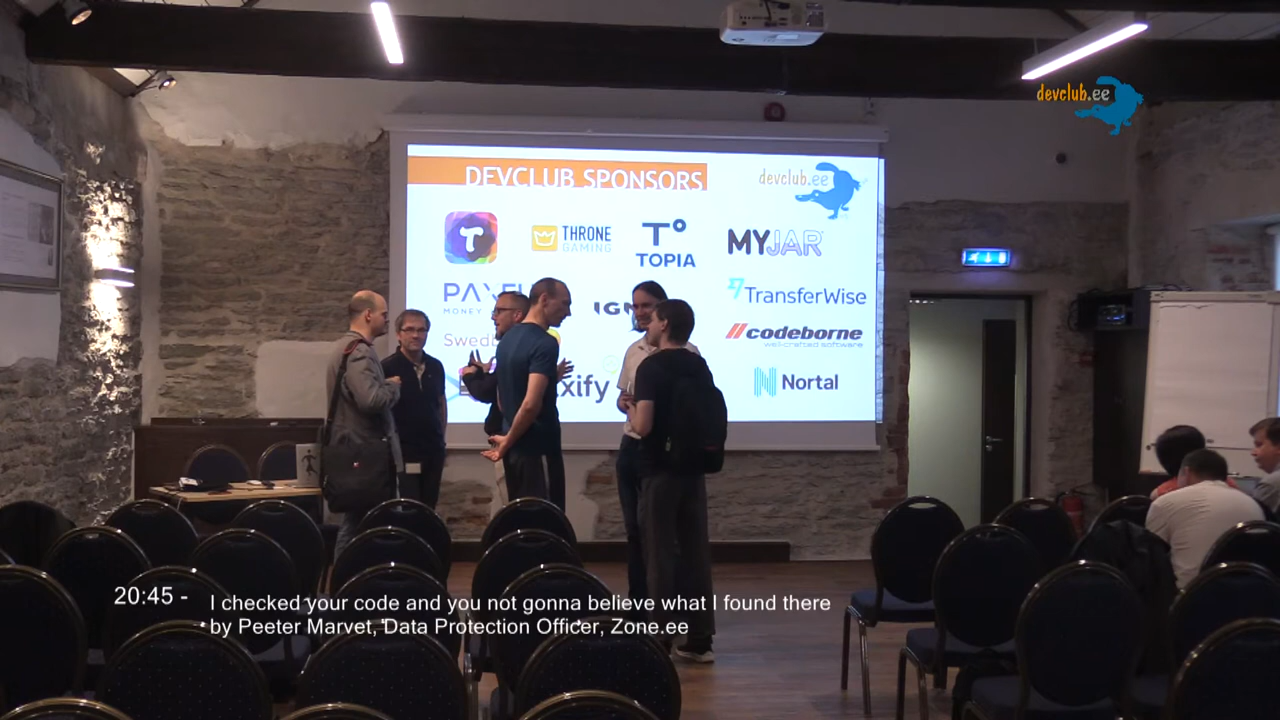 devclub.ee
DEVCLUB SPONSORS
devclub.ee
T
THRONE
GAMING
TOPIA
MYJAR
MONEY
TransferWise
codeborne
well-crafted software
Nortal
20:45 -
I checked your code and you not gonna believe what I found there
by Peeter Marvet, Data Protection Officer, Zone.ee